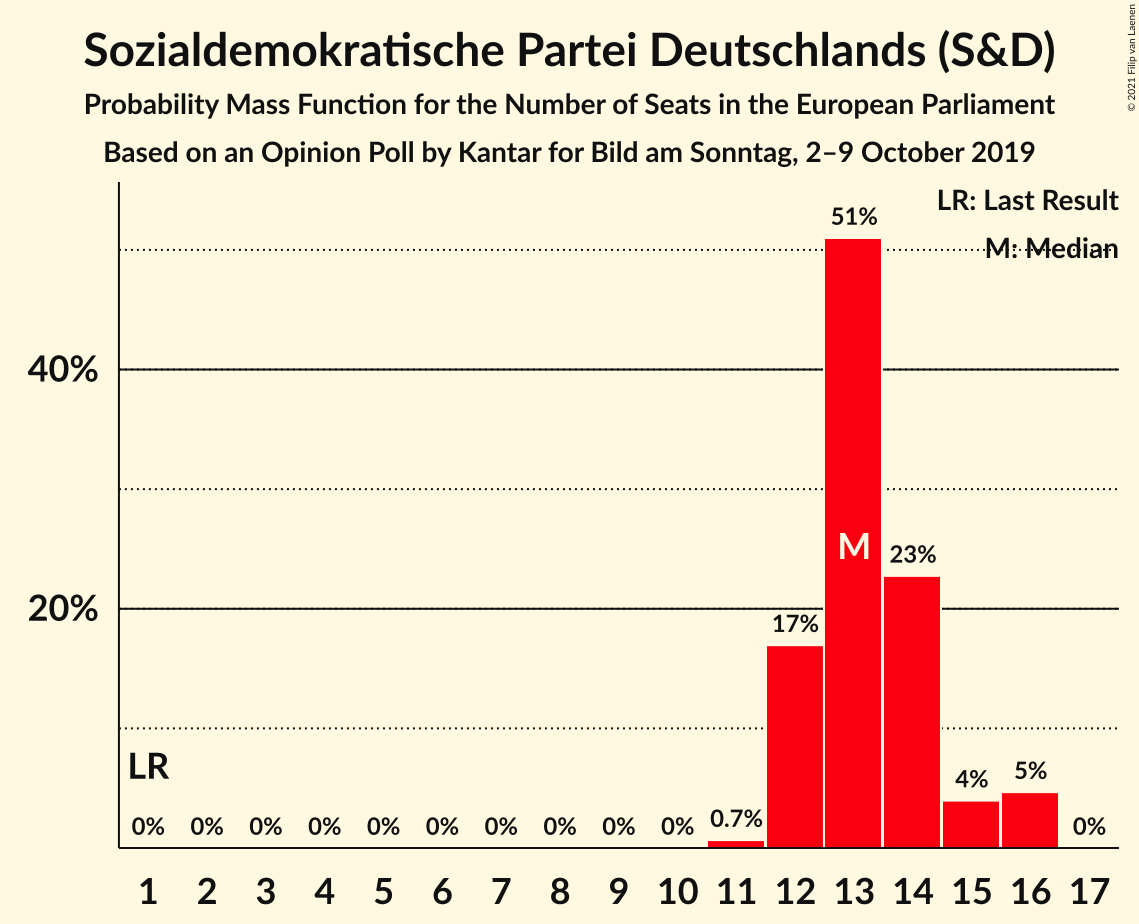 Sozialdemokratische Partei Deutschlands (S&D)
Probability Mass Function for the Number of Seats in the European Parliament
Based on an Opinion Poll by Kantar for Bild am Sonntag, 2–9 October 2019
© 2021 Filip van Laenen
LR: Last Result
M: Median
51%
40%
M
23%
20%
17%
LR
0% 0% 0% 0% 0% 0% 0% 0% 0% 0% 0.7% 4% 5% 0%
1 2 3 4 5 6 7 8 9 10 11 12 13 14 15 16 17